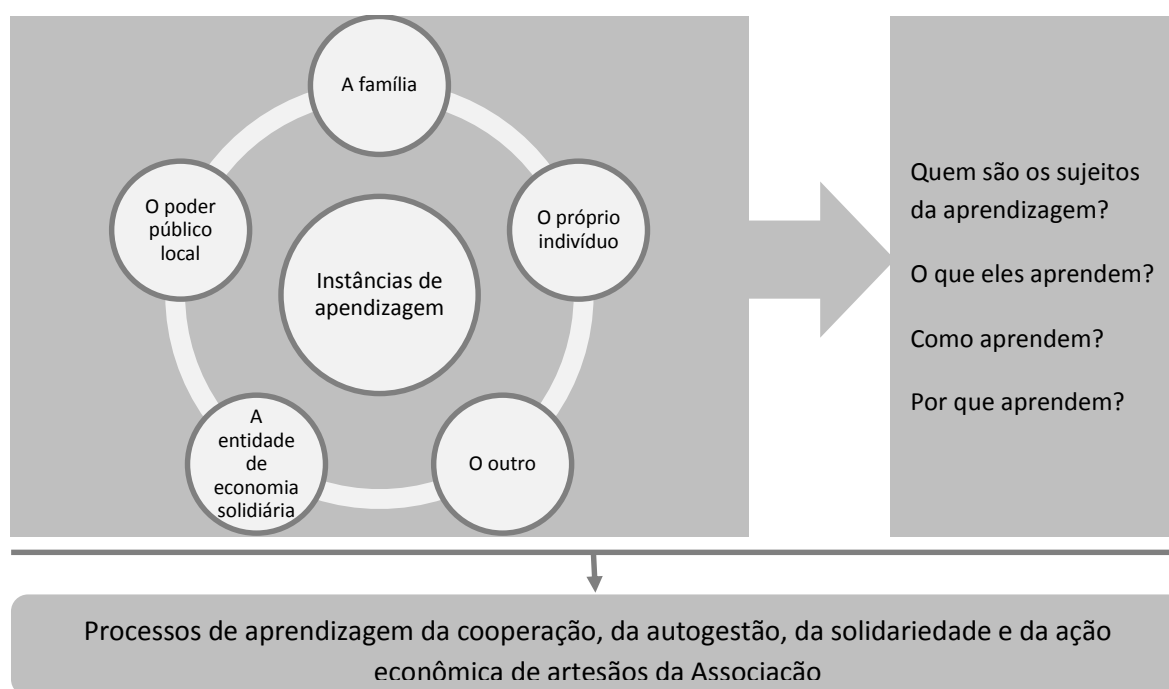 A família
O poder
público
local
O próprio
indivíduo
Instâncias de
apendizagem
A
entidade
de
economia
solidiária
O outro
Quem são os sujeitos
da aprendizagem?
O que eles aprendem?
Como aprendem?
Por que aprendem?
Processos de aprendizagem da cooperação, da autogestão, da solidariedade e da ação
econômica de artesãos da Associação